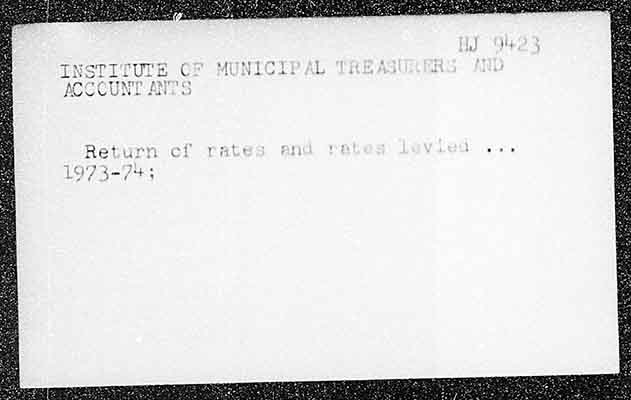 HJ 9423
INSTITUTE OF MUNICIPAL TREASURERS AND
ACCOUNTANTS
Return of rates and rates levied ...
1973-74;